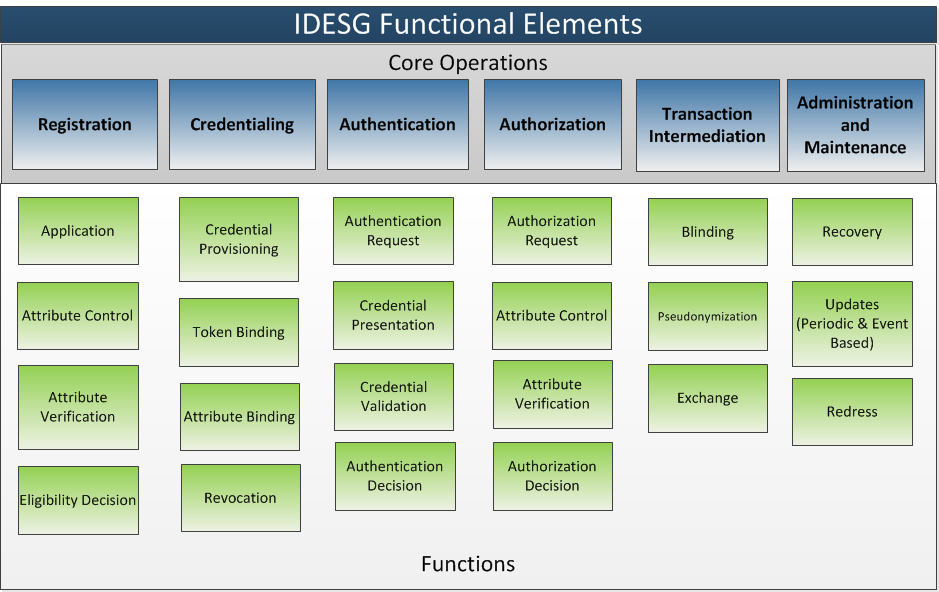 IDESG Functional Elements
Core Operations
Registration
Credentialing
Authentication
Authorization
Transaction
Intermediation
Administration
and
Maintenance
Application
Attribute Control
Attribute
Verification
Eligibility Decision
Credential
Provisioning
Token Binding
Attribute Binding
Revocation
Authentication
Request
Credential
Presentation
Credential
Validation
Authentication
Decision
Authorization
Request
Attribute Control
Attribute
Verification
Authorization
Decision
Blinding
Pseudonymization
Exchange
Recovery
Updates
(Periodic & Event
Based)
Redress
Functions